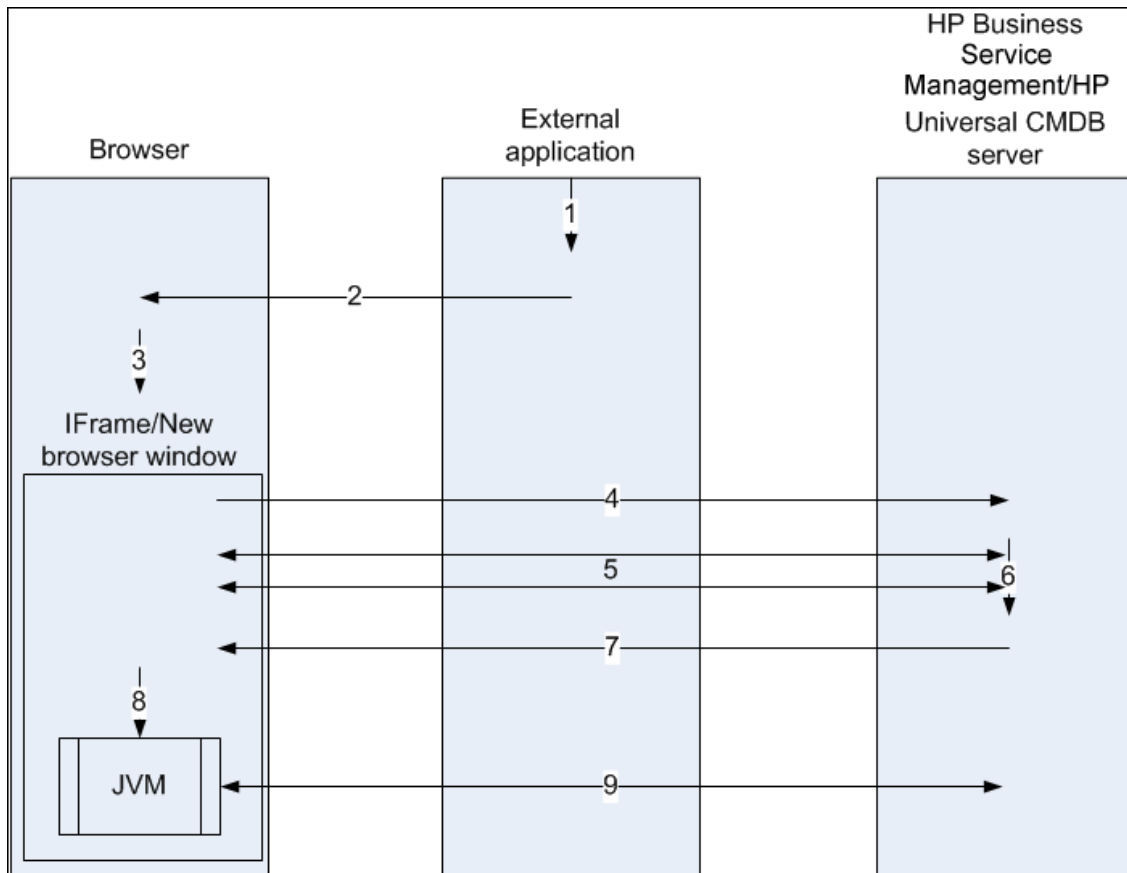 HP Business
Service
Management/HP
Universal CMDB
server
External
application
Browser
1
2
3
IFrame/New
browser window
4
5
6
7
8
JVM
9